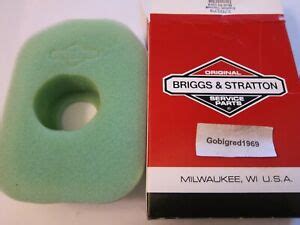 ORIGINAL
BRIGGS & STRATTON
SERVICE PARTS
Gobigred1969
MILWAUKEE, WI U.S.A.